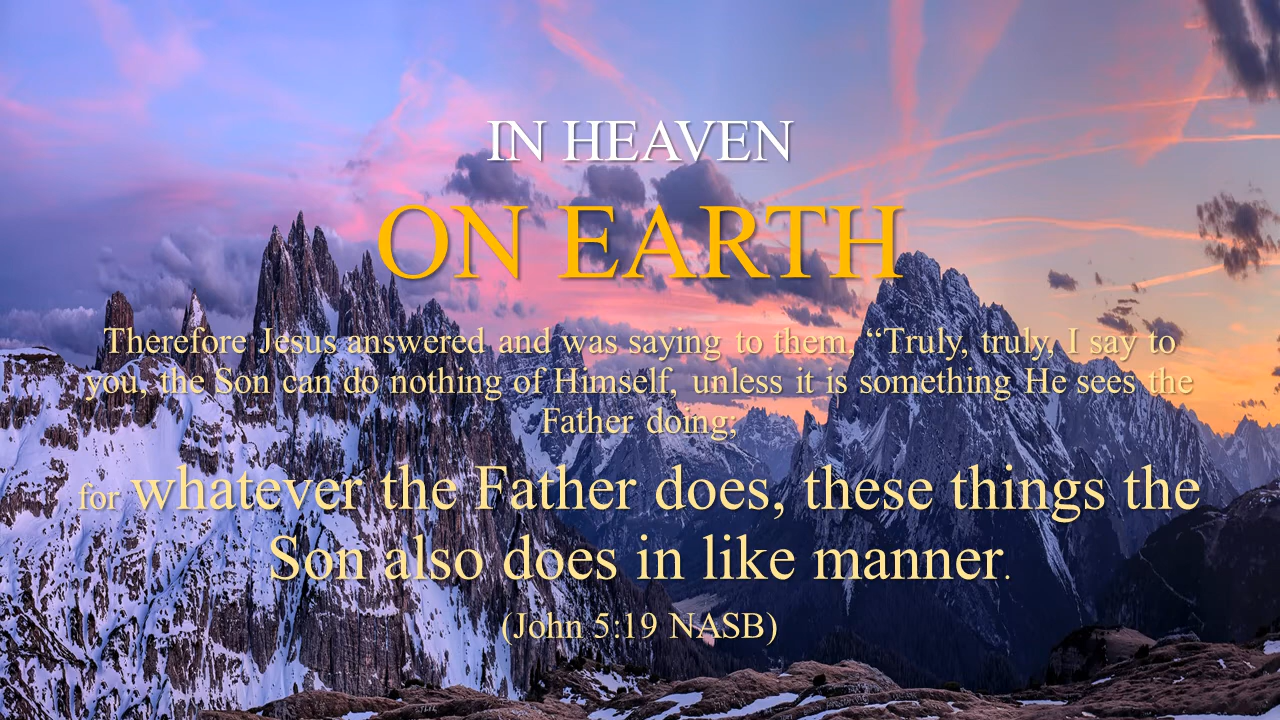 IN HEAVEN
ON EARTH
Therefore Jesus answered and was saying to them, “Truly, truly, I say to
you, the Son can do nothing of Himself, unless it is something He sees the
Father doing;
for whatever the Father does, these things the
Son also does in like manner.
(John 5:19 NASB)